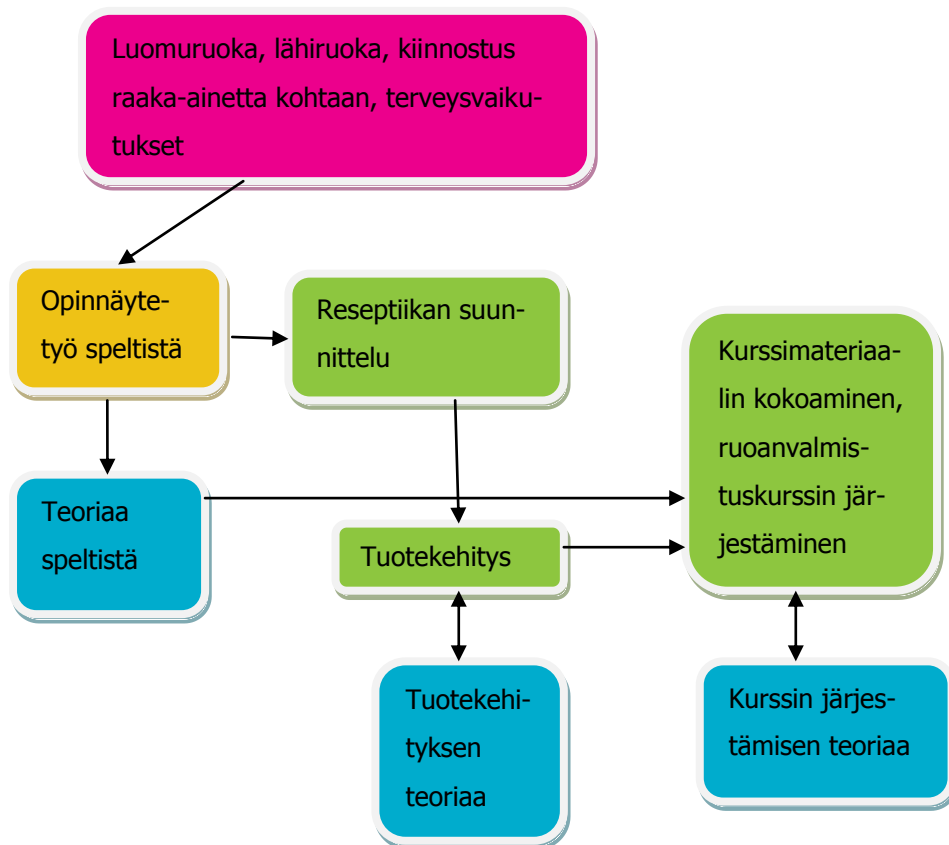 Luomuruoka, lähiruoka, kiinnostus
raaka-ainetta kohtaan, terveysvaiku-
tukset
Opinnäyte-
työ speltistä
Reseptiikan suun-
nittelu
Kurssimateriaa-
lin kokoaminen,
ruoanvalmis-
tuskurssin jär-
jestäminen
Teoriaa
speltistä
Tuotekehitys
Tuotekehi-
tyksen
teoriaa
Kurssin järjes-
tämisen teoriaa